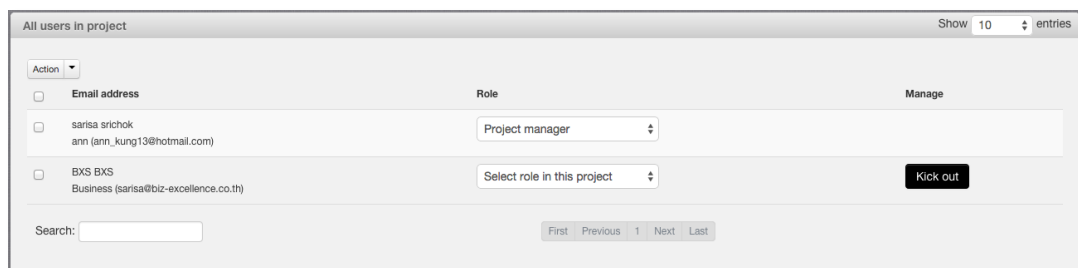 All users in project
Show 10 entries
Action
Email address Role Manage
sarisa srichok
ann (ann_kung13@hotmail.com)
Project manager
BXS BXS
Business (sarisa@biz-excellence.co.th)
Select role in this project
Kick out
Search:
First Previous 1 Next Last